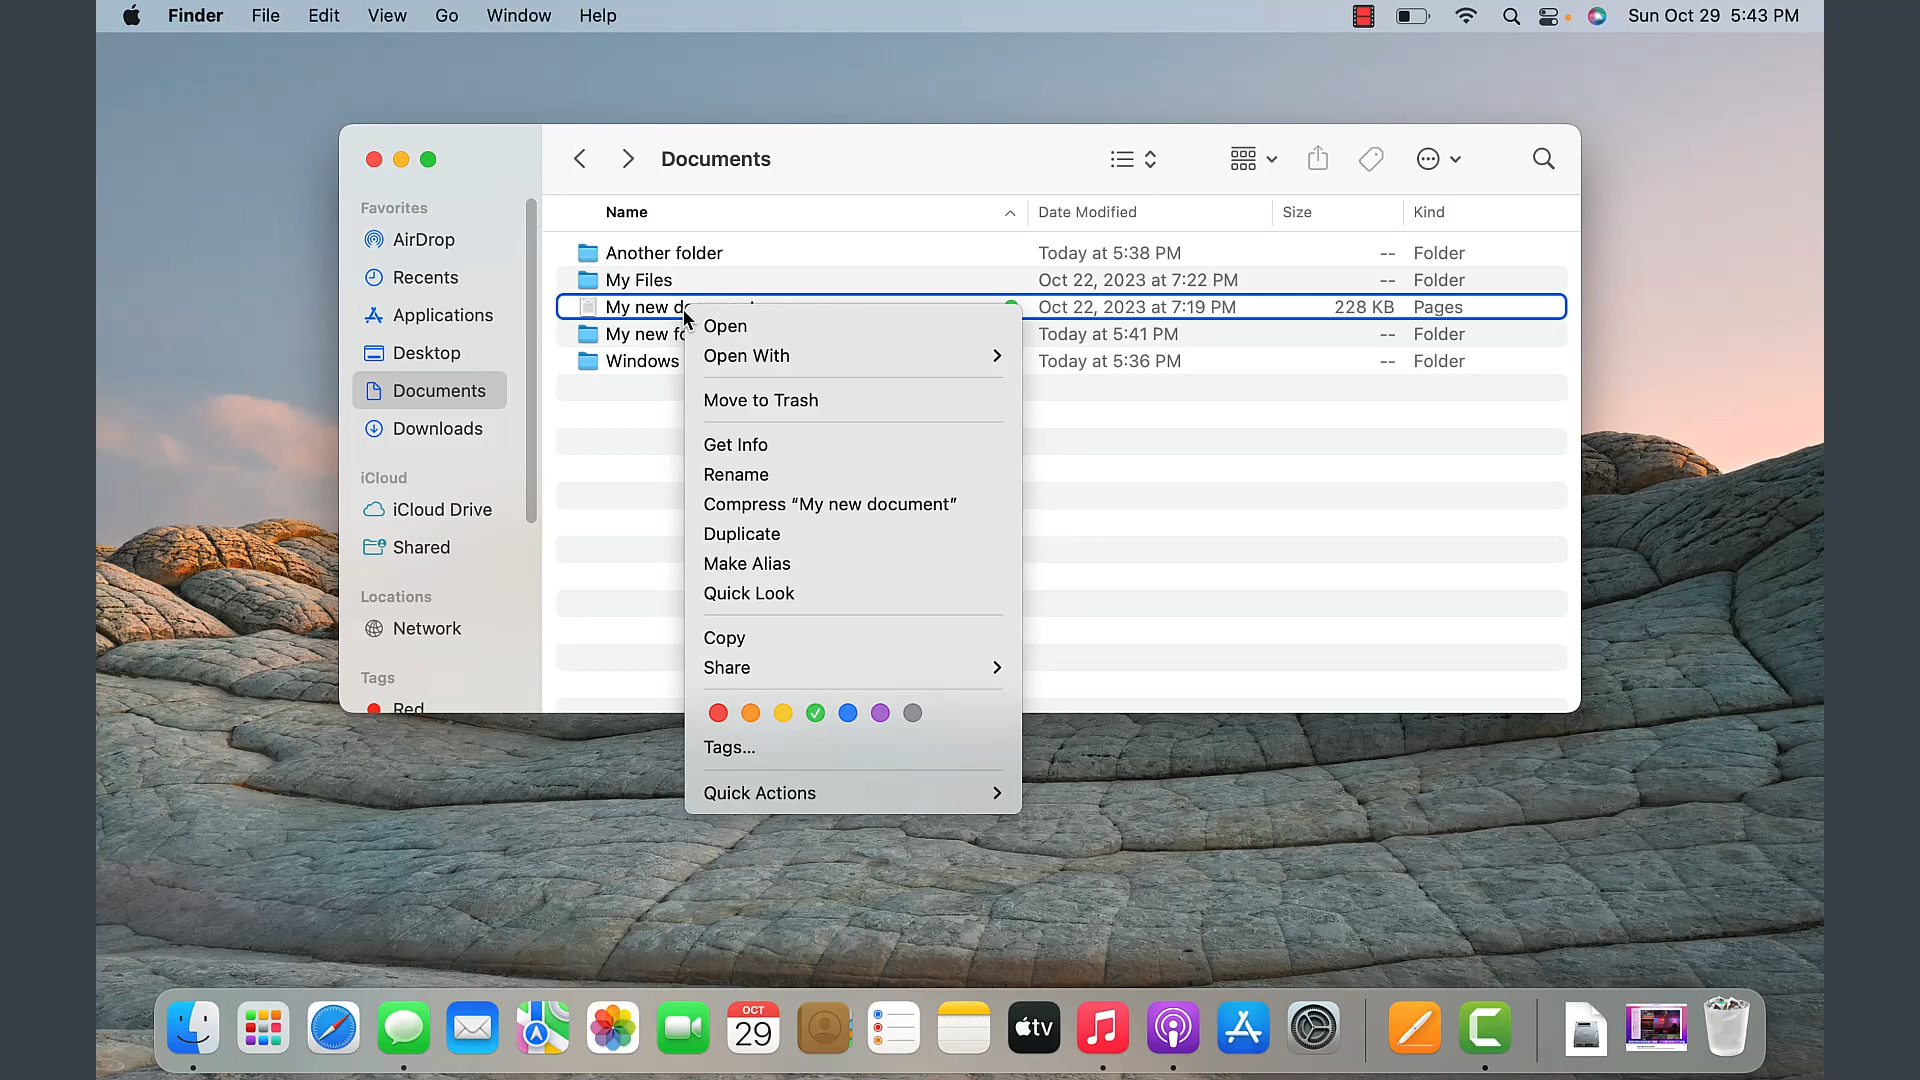 Finder File Edit View Go Window Help Sun Oct 29 5:43 PM
Documents
Favorites
AirDrop
Recents
Applications
Desktop
Documents
Downloads
iCloud
iCloud Drive
Shared
Locations
Network
Tags
Red
Name Date Modified Size Kind
Another folder Today at 5:38 PM -- Folder
My Files Oct 22, 2023 at 7:22 PM -- Folder
My new Oct 22, 2023 at 7:19 PM 228 KB Pages
My new Today at 5:41 PM -- Folder
Windows Today at 5:36 PM -- Folder
Open
Open With
Move to Trash
Get Info
Rename
Compress “My new document”
Duplicate
Make Alias
Quick Look
Copy
Share
Tags...
Quick Actions
OCT
29
tv